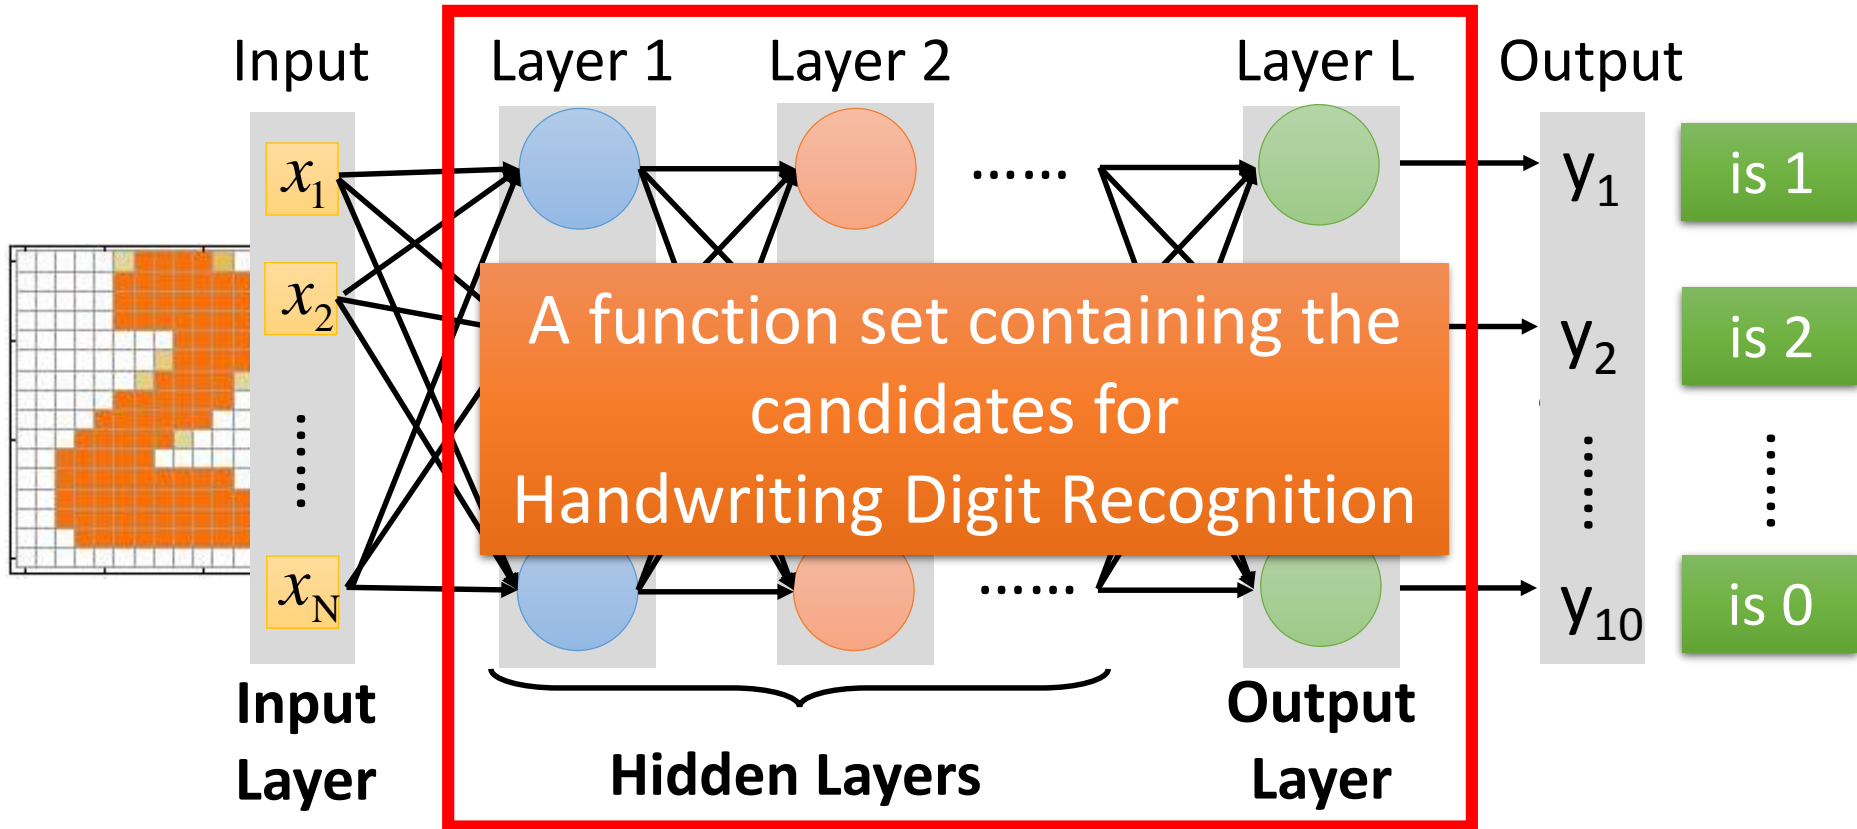 Input
Layer 1
Layer 2
Layer L
Output
x1
x2
......
xN
......
......
A function set containing the
candidates for
Handwriting Digit Recognition
y1
y2
......
y10
is 1
is 2
......
is 0
Input
Layer
Hidden Layers
Output
Layer